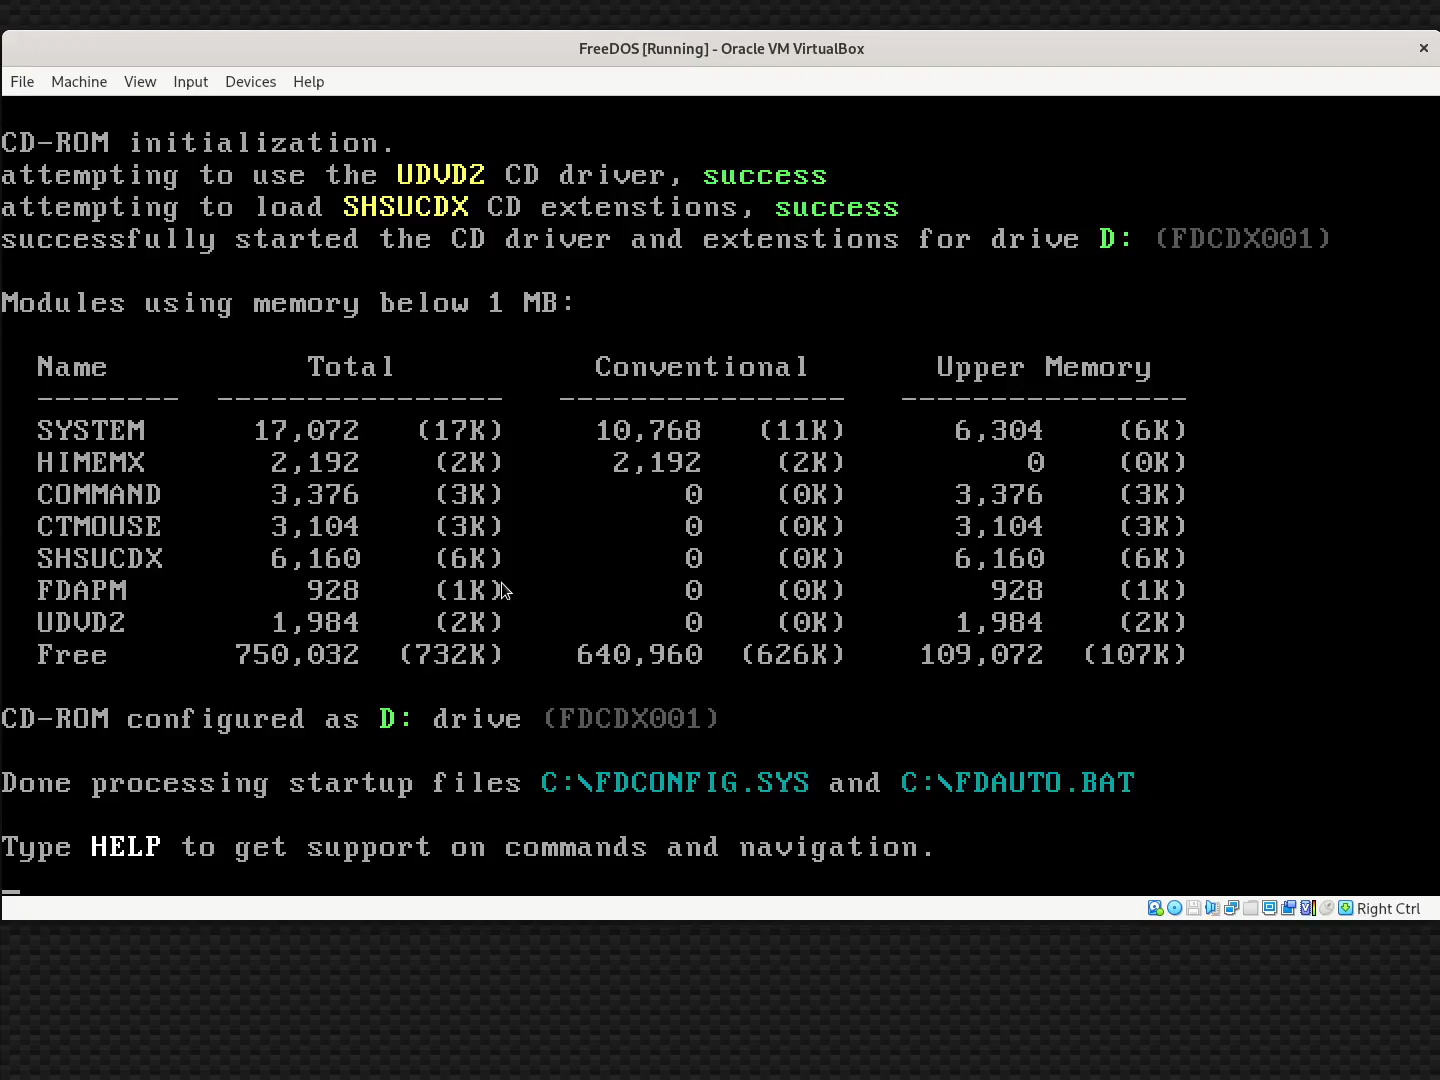 FreeDOS [Running] - Oracle VM VirtualBox
File Machine View Input Devices Help
CD-ROM initialization.
attempting to use the UDVD2 CD driver, success
attempting to load SHSUCDX CD extenstions, success
successfully started the CD driver and extenstions for drive D: (FDCDX001)
Modules using memory below 1 MB:
Name Total Conventional Upper Memory
-------- ---------------- ---------------- ----------------
SYSTEM 17,072 (17K) 10,768 (11K) 6,304 (6K)
HIMEMX 2,192 (2K) 2,192 (2K) 0 (0K)
COMMAND 3,376 (3K) 0 (0K) 3,376 (3K)
CTMOUSE 3,104 (3K) 0 (0K) 3,104 (3K)
SHSUCDX 6,160 (6K) 0 (0K) 6,160 (6K)
FDAPM 928 (1K) 0 (0K) 928 (1K)
UDVD2 1,984 (2K) 0 (0K) 1,984 (2K)
Free 750,032 (732K) 640,960 (626K) 109,072 (107K)
CD-ROM configured as D: drive (FDCDX001)
Done processing startup files C:\FDCONFIG.SYS and C:\FDAUTO.BAT
Type HELP to get support on commands and navigation.
_
Right Ctrl